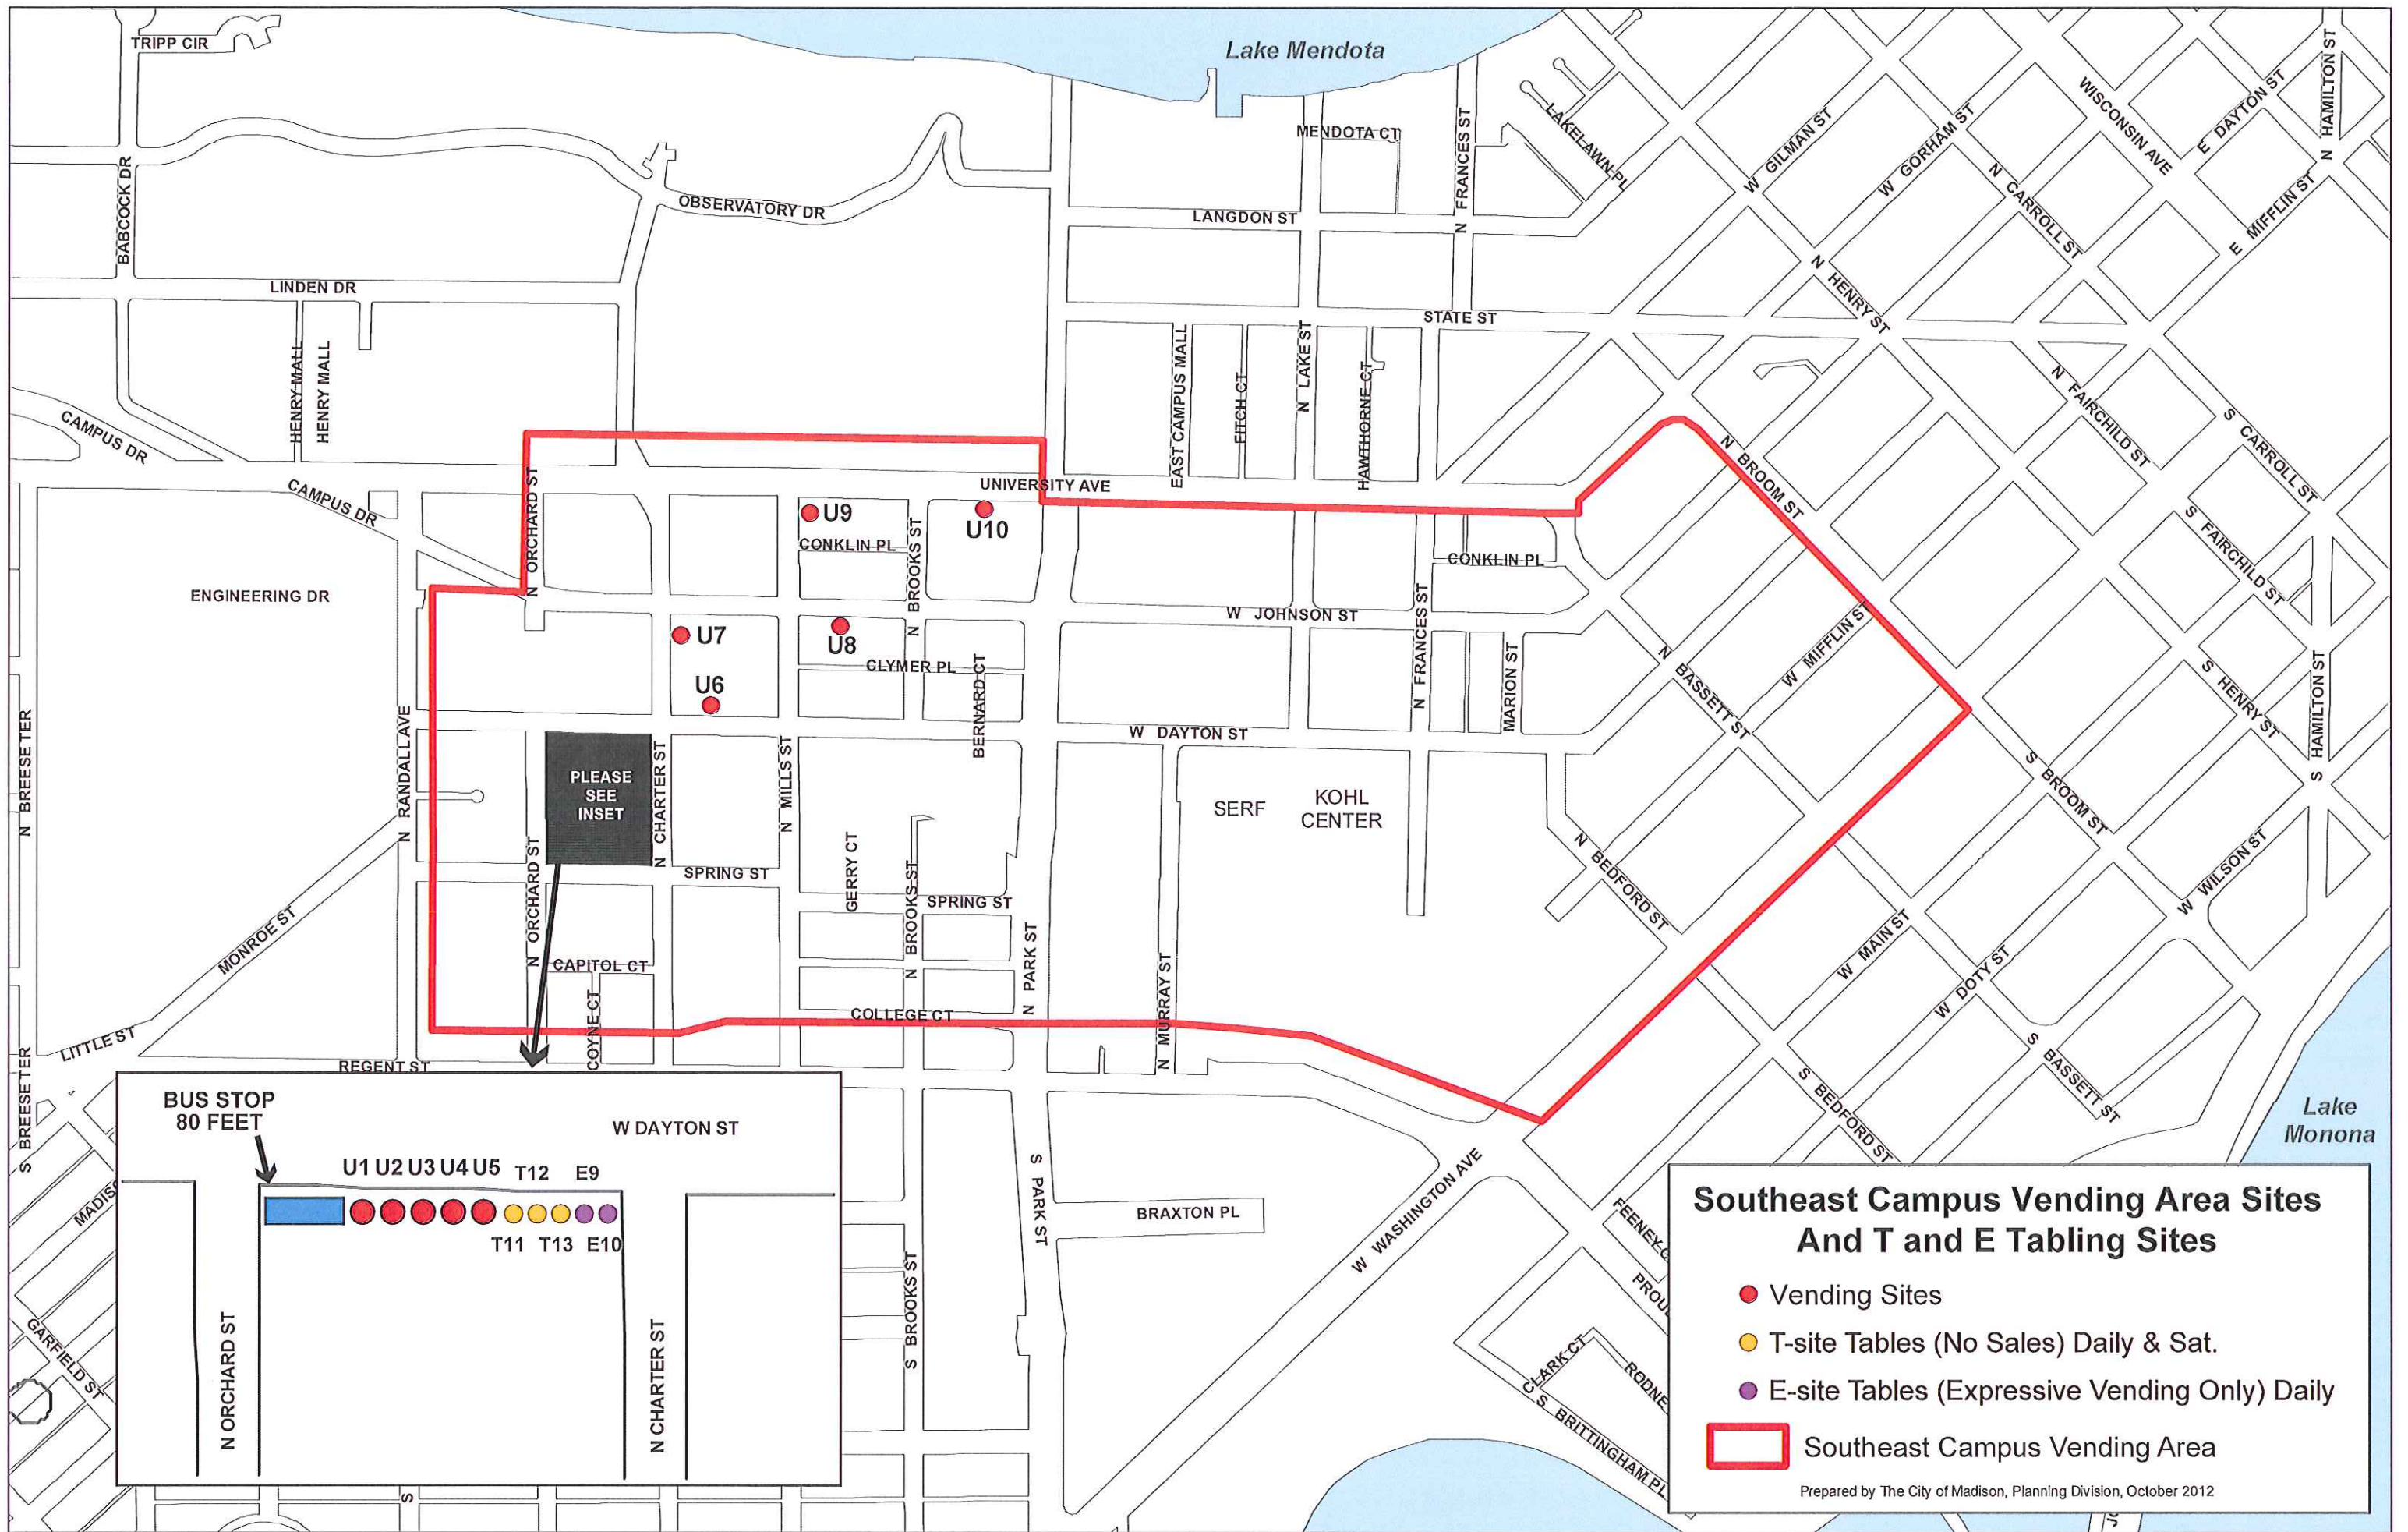 Lake Mendota
TRIPP CIR
BABCOCK DR
OBSERVATORY DR
LINDEN DR
HENRY MALL
HENRY MALL
CAMPUS DR
CAMPUS DR
MENDOTA CT
LANGDON ST
N FRANCES ST
LAKELAWN PL
STATE ST
EAST CAMPUS MALL
FITCH CT
N LAKE ST
HAWTHORNE CT
W GILMAN ST
W GORHAM ST
WISCONSIN AVE
E DAYTON ST
N HAMILTON ST
N CARROLL ST
E MIFFLIN ST
N HENRY ST
N FAIRCHILD ST
S CARROLL ST
S FAIRCHILD ST
N BROOM ST
UNIVERSITY AVE
N ORCHARD ST
U9
U10
CONKLIN PL
N BROOKS ST
CONKLIN PL
ENGINEERING DR
W JOHNSON ST
N FRANCES ST
MARION ST
U7
U8
CLYMER PL
BERNARD CT
U6
N BASSETT ST
W MIFFLIN ST
S HENRY ST
S HAMILTON ST
N BREESE TER
N RANDALL AVE
W DAYTON ST
PLEASE
SEE
INSET
N CHARTER ST
N MILLS ST
SERF
KOHL
CENTER
S BROOM ST
N ORCHARD ST
SPRING ST
GERRY CT
N BROOKS ST
SPRING ST
N BEDFORD ST
W WILSON ST
MONROE ST
CAPITOL CT
COYNE CT
N PARK ST
N MURRAY ST
W MAIN ST
W DOTY ST
COLLEGE CT
LITTLE ST
REGENT ST
S BREESE TER
S BASSETT ST
S BEDFORD ST
Lake
Monona
BUS STOP
80 FEET
W DAYTON ST
U1 U2 U3 U4 U5 T12 E9
T11 T13 E10
N ORCHARD ST
N CHARTER ST
MADIS
GARFIELD ST
S
S PARK ST
BRAXTON PL
S BROOKS ST
W WASHINGTON AVE
FEENEY C
PROU
CLARK CT
RODNE
S BRITTINGHAM PL
Southeast Campus Vending Area Sites
And T and E Tabling Sites
Vending Sites
T-site Tables (No Sales) Daily & Sat.
E-site Tables (Expressive Vending Only) Daily
Southeast Campus Vending Area
Prepared by The City of Madison, Planning Division, October 2012